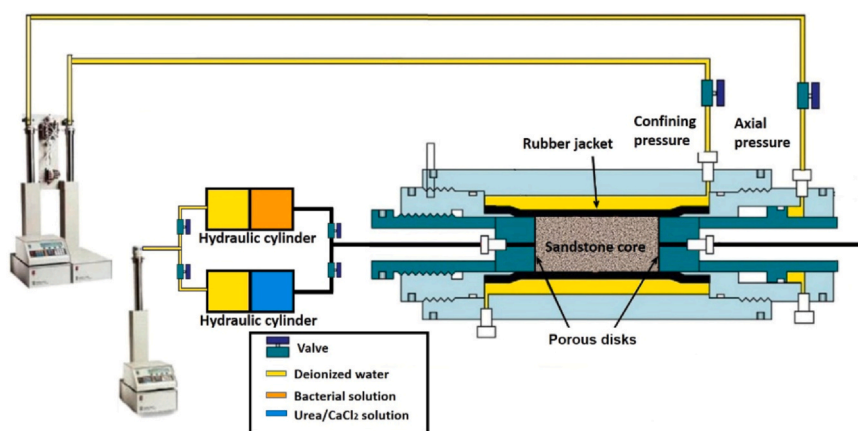 Confining
pressure
Axial
pressure
Rubber jacket
Hydraulic cylinder
Sandstone core
Hydraulic cylinder
Porous disks
Valve
Deionized water
Bacterial solution
Urea/CaCl₂ solution